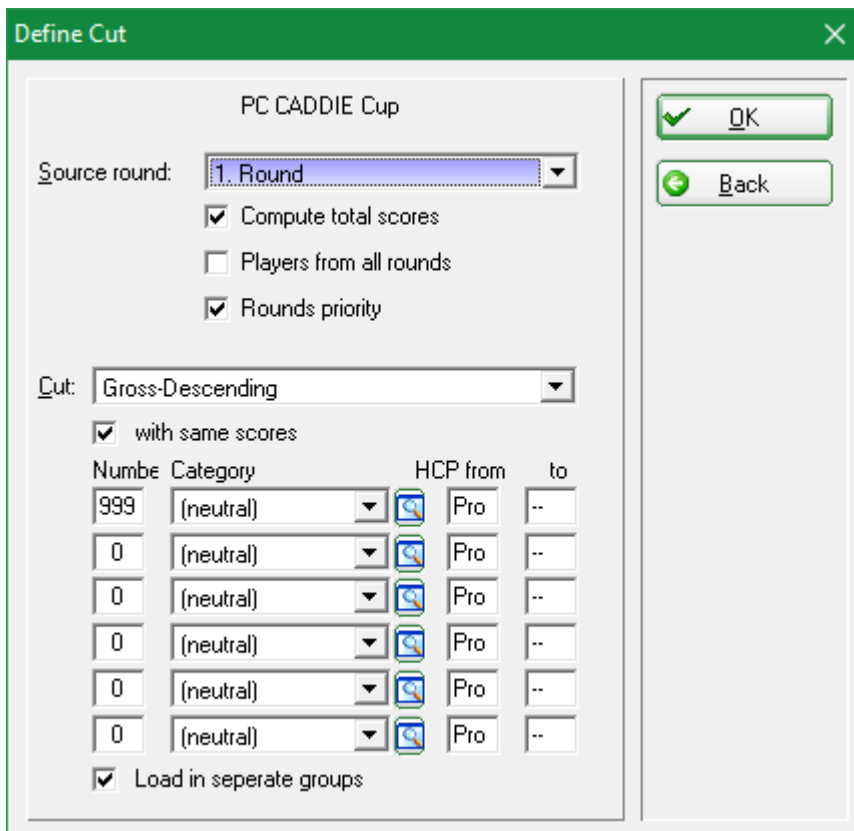 Define Cut
PC CADDIE Cup
OK
Source round: 1. Round
Back
Compute total scores
Players from all rounds
Rounds priority
Cut: Gross-Descending
with same scores
Numbe Category HCP from to
999 (neutral) Pro --
0 (neutral) Pro --
0 (neutral) Pro --
0 (neutral) Pro --
0 (neutral) Pro --
0 (neutral) Pro --
Load in seperate groups